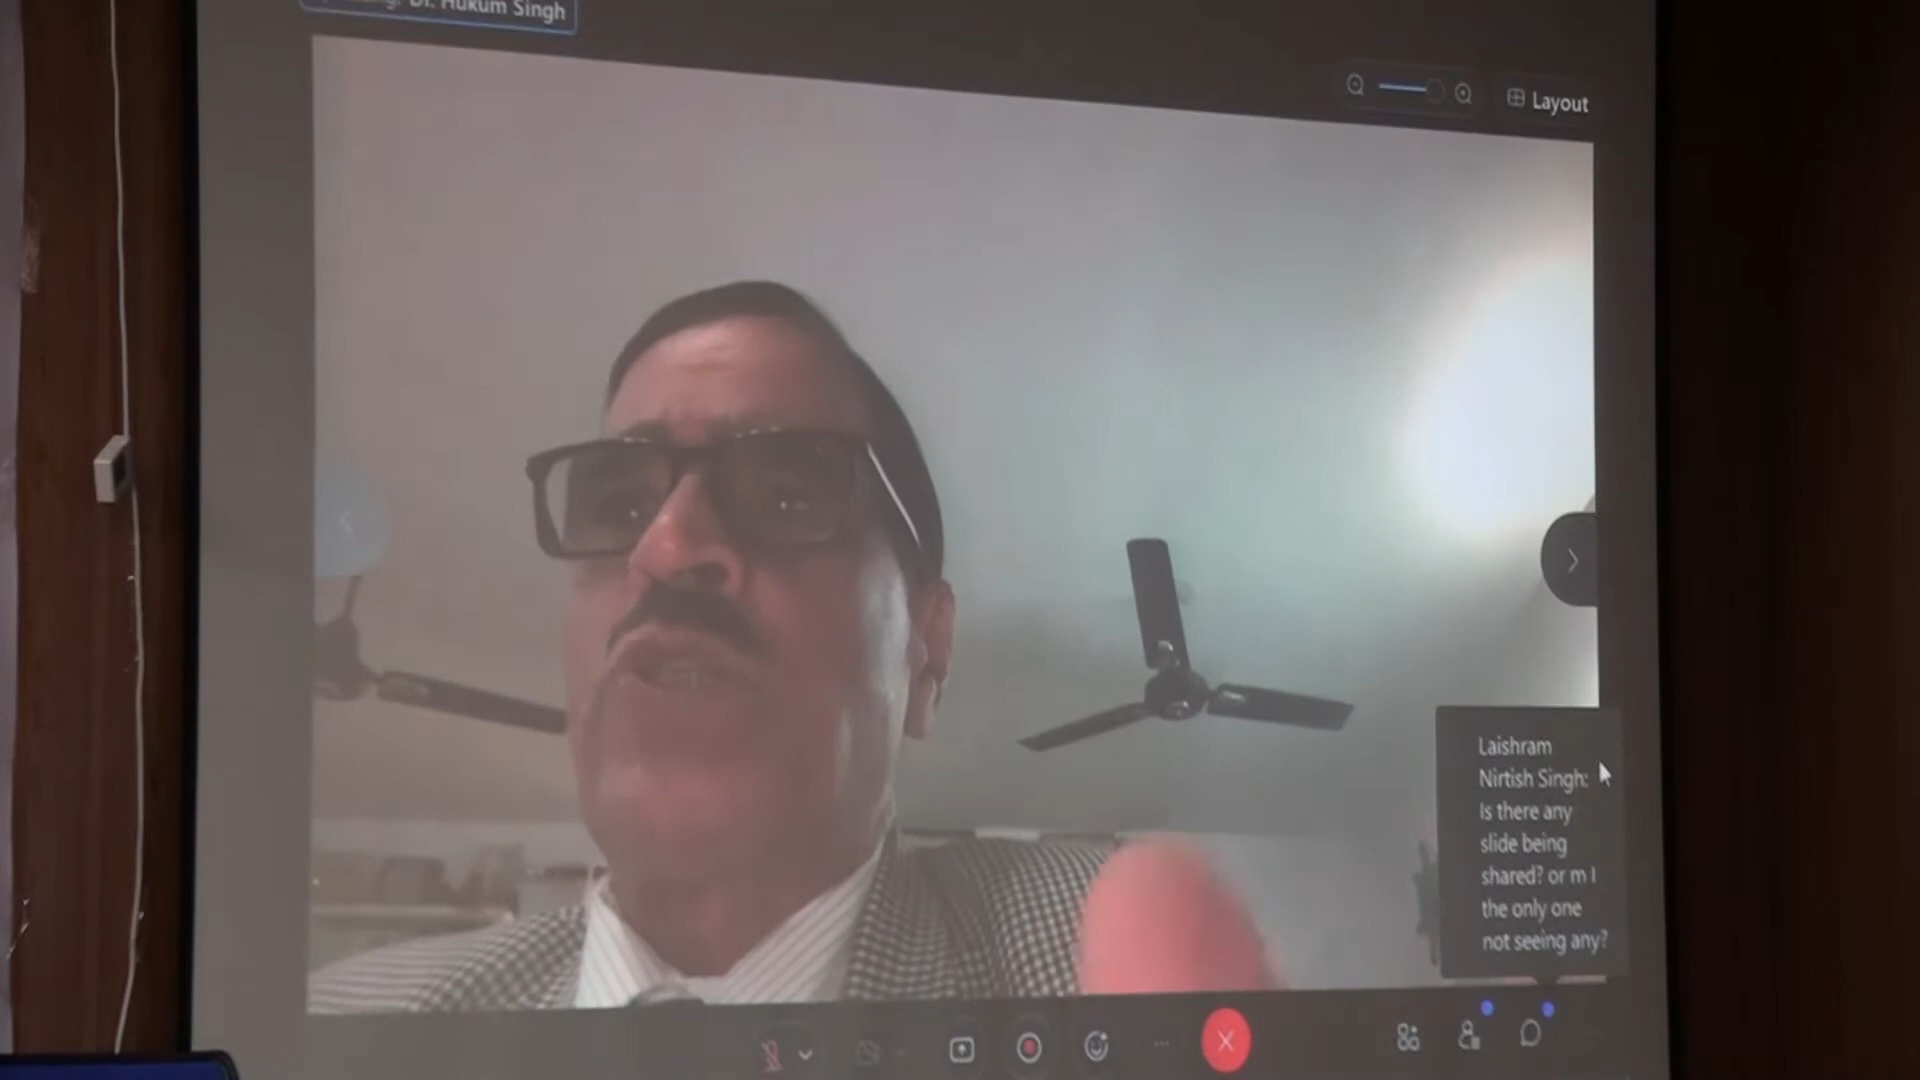 Dr. Hukum Singh
Layout
Laishram
Nirtish Singh:
Is there any
slide being
shared? or m I
the only one
not seeing any?